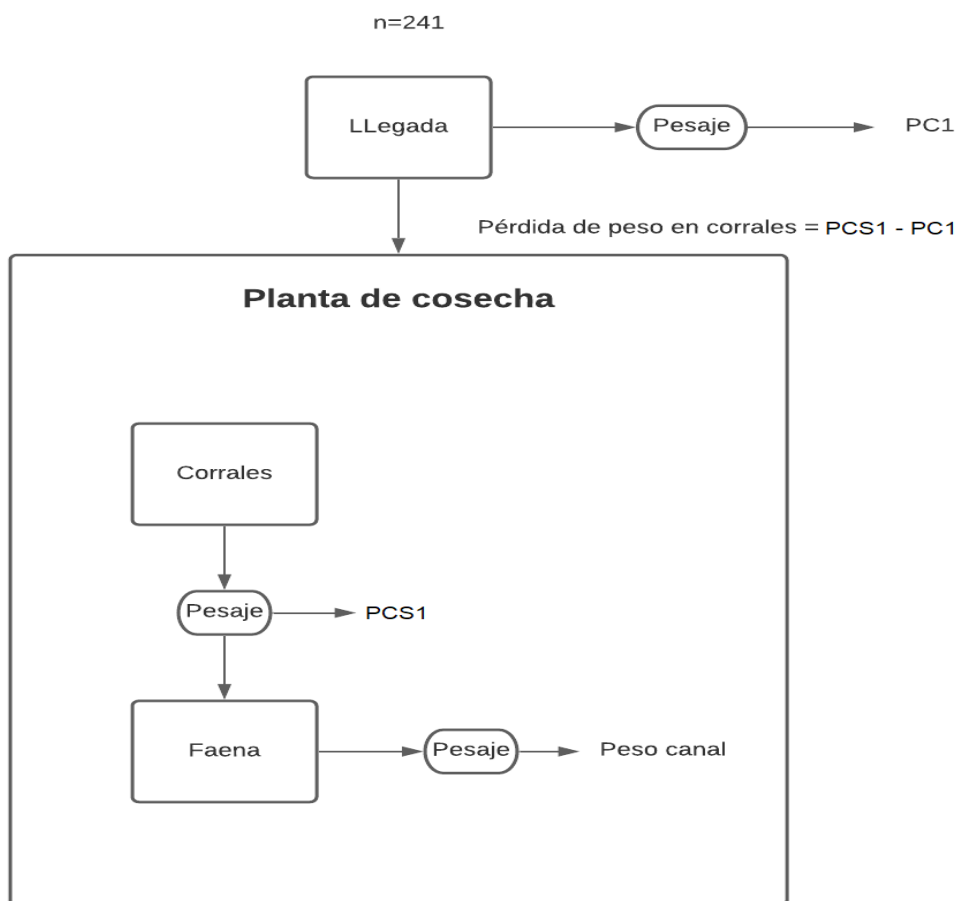 n=241
LLegada
Pesaje
PC1
Pérdida de peso en corrales = PCS1 - PC1
Planta de cosecha
Corrales
Pesaje
PCS1
Faena
Pesaje
Peso canal